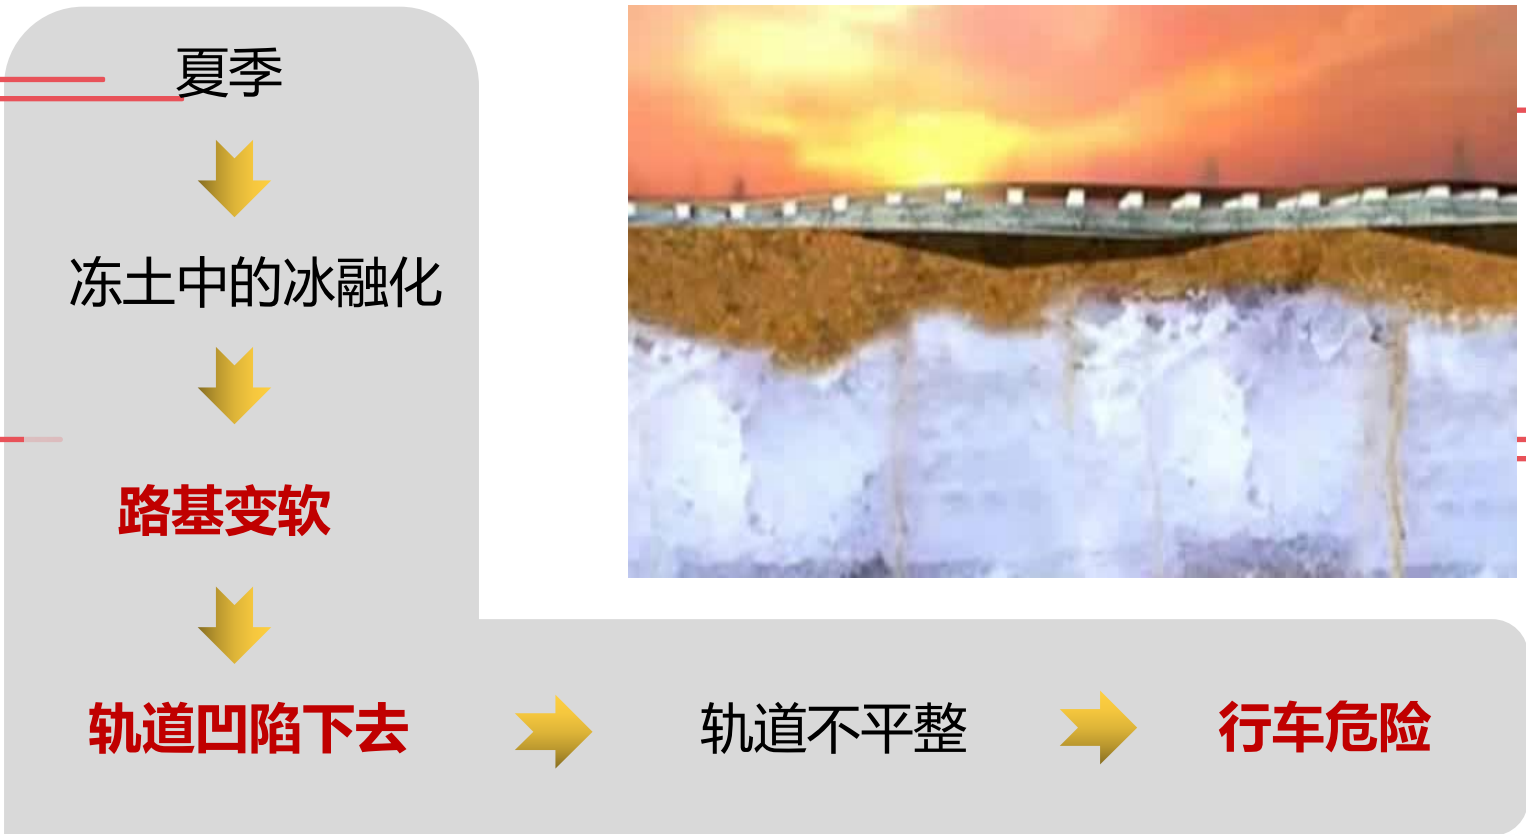 夏季
冻土中的冰融化
路基变软
轨道凹陷下去
轨道不平整
行车危险